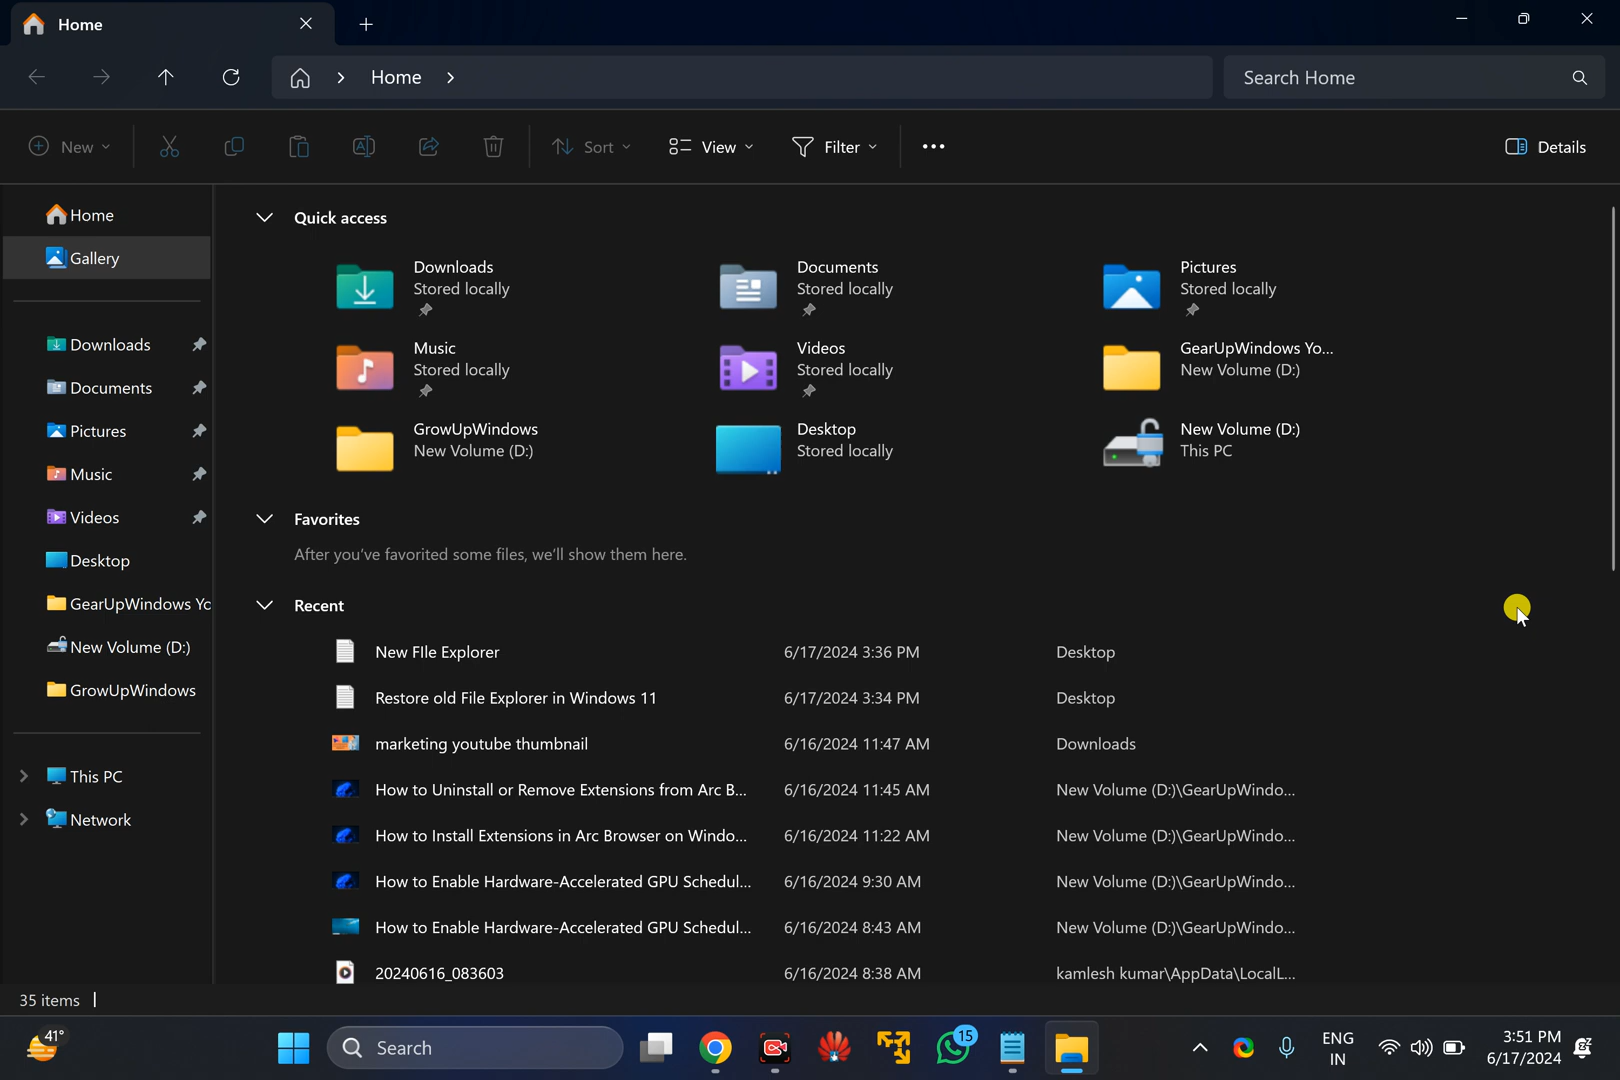 Home
Home
Search Home
New
Sort
View
Filter
Details
Home
Gallery
Downloads
Documents
Pictures
Music
Videos
Desktop
GearUpWindows Yo
New Volume (D:)
GrowUpWindows
This PC
Network
Quick access
Downloads
Stored locally
Documents
Stored locally
Pictures
Stored locally
Music
Stored locally
Videos
Stored locally
GearUpWindows Yo...
New Volume (D:)
GrowUpWindows
New Volume (D:)
Desktop
Stored locally
New Volume (D:)
This PC
Favorites
After you've favorited some files, we'll show them here.
Recent
New FIle Explorer 6/17/2024 3:36 PM Desktop
Restore old File Explorer in Windows 11 6/17/2024 3:34 PM Desktop
marketing youtube thumbnail 6/16/2024 11:47 AM Downloads
How to Uninstall or Remove Extensions from Arc B... 6/16/2024 11:45 AM New Volume (D:)\GearUpWindo...
How to Install Extensions in Arc Browser on Windo... 6/16/2024 11:22 AM New Volume (D:)\GearUpWindo...
How to Enable Hardware-Accelerated GPU Schedul... 6/16/2024 9:30 AM New Volume (D:)\GearUpWindo...
How to Enable Hardware-Accelerated GPU Schedul... 6/16/2024 8:43 AM New Volume (D:)\GearUpWindo...
20240616_083603 6/16/2024 8:38 AM kamlesh kumar\AppData\LocalL...
35 items
41°
Search
15
ENG
IN
3:51 PM
6/17/2024